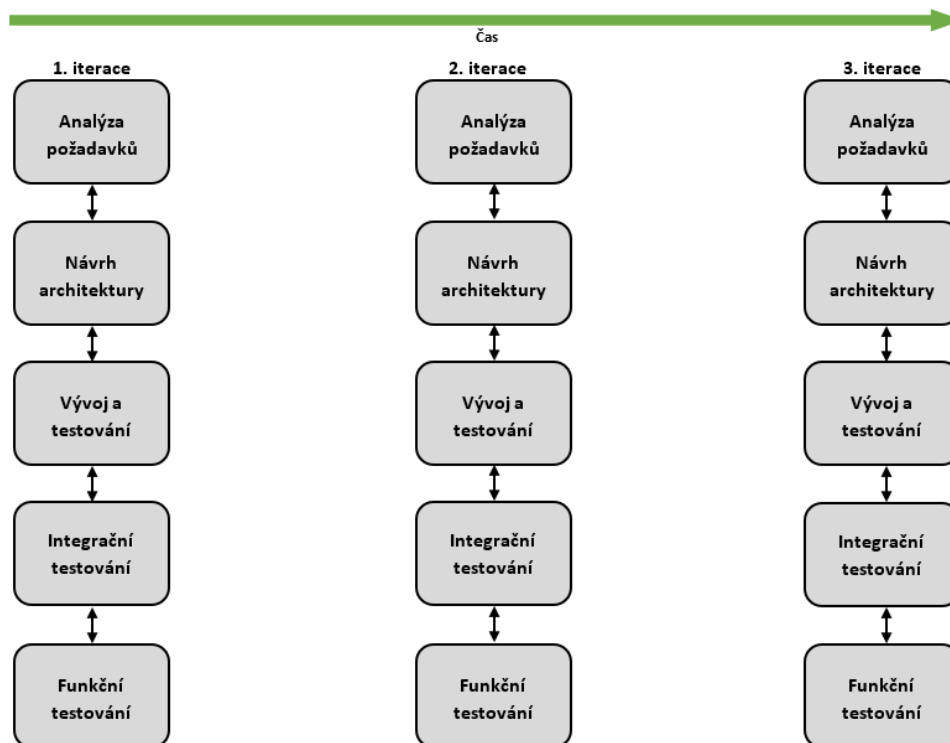 Čas
1. iterace
2. iterace
3. iterace
Analýza
požadavků
Analýza
požadavků
Analýza
požadavků
Návrh
architektury
Návrh
architektury
Návrh
architektury
Vývoj a
testování
Vývoj a
testování
Vývoj a
testování
Integrační
testování
Integrační
testování
Integrační
testování
Funkční
testování
Funkční
testování
Funkční
testování